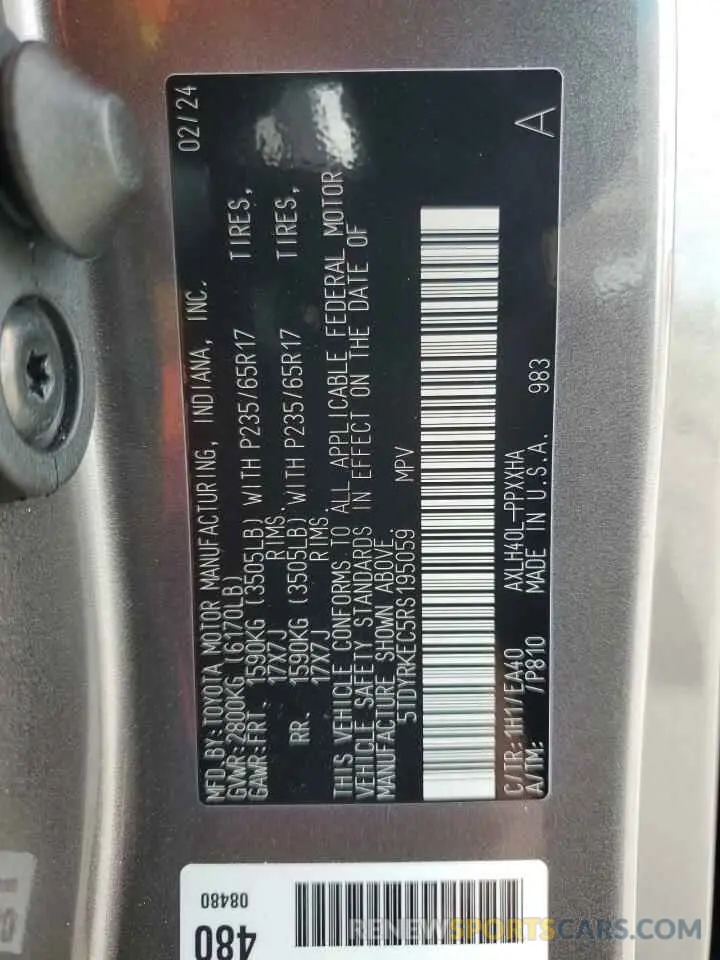 MFD.BY:TOYOTA MOTOR MANUFACTURING, INDIANA, INC. 02/24
GVWR:2800KG (6170LB)
GAWR:FRT. 1590KG (3505LB) WITH P235/65R17 TIRES,
17X7J RIMS,
RR. 1590KG (3505LB) WITH P235/65R17 TIRES,
17X7J RIMS.
THIS VEHICLE CONFORMS TO ALL APPLICABLE FEDERAL MOTOR
VEHICLE SAFETY STANDARDS IN EFFECT ON THE DATE OF
MANUFACTURE SHOWN ABOVE.
5TDYRKEC5RS195059 MPV
C/TR:1H1/EA40 AXLH40L-PPXXHA
A/TM: /P810 MADE IN U.S.A. 983 A
480
08480
RENEWSPORTSCARS.COM